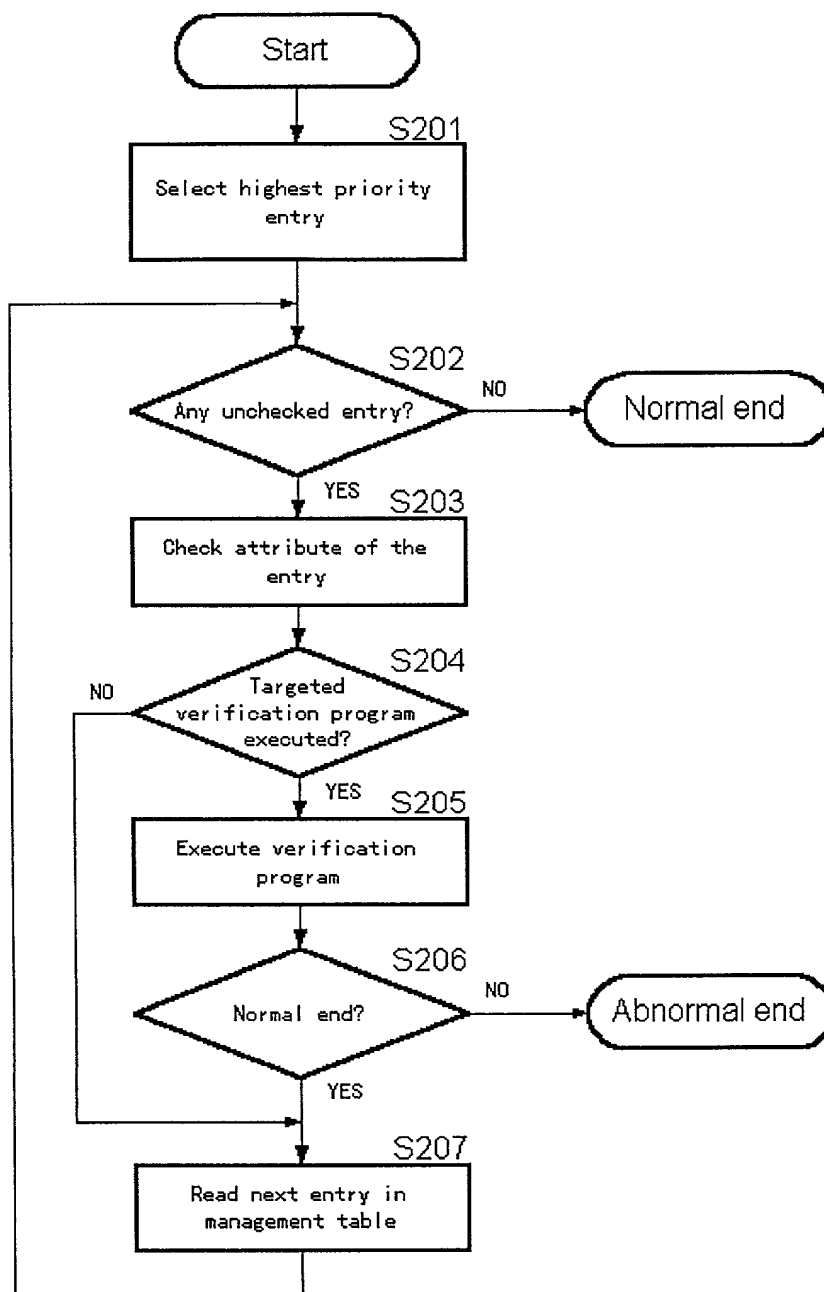 Start
S201
Select highest priority
entry
S202
Any unchecked entry?
NO
Normal end
YES
S203
Check attribute of the
entry
S204
NO
Targeted
verification program
executed?
YES
S205
Execute verification
program
S206
Normal end?
NO
Abnormal end
YES
S207
Read next entry in
management table